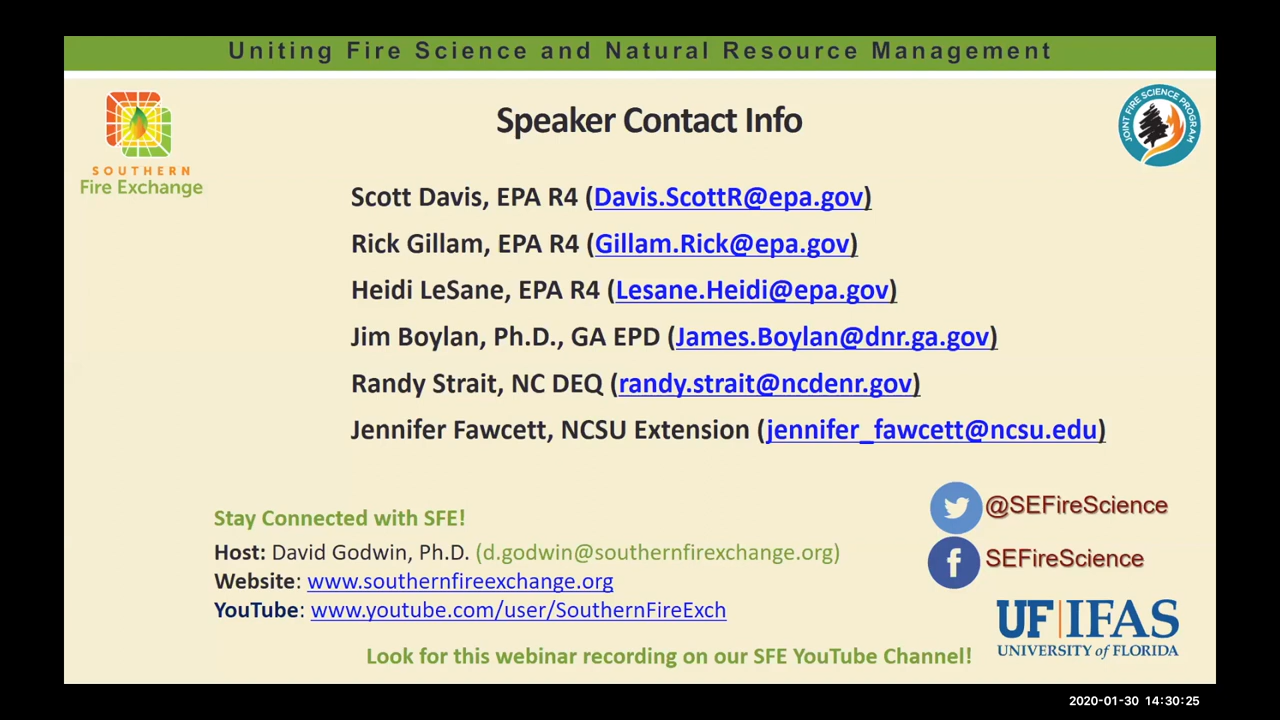 Uniting Fire Science and Natural Resource Management
SOUTHERN
Fire Exchange
Speaker Contact Info
JOINT FIRE SCIENCE PROGRAM
Scott Davis, EPA R4 (Davis.ScottR@epa.gov)
Rick Gillam, EPA R4 (Gillam.Rick@epa.gov)
Heidi LeSane, EPA R4 (Lesane.Heidi@epa.gov)
Jim Boylan, Ph.D., GA EPD (James.Boylan@dnr.ga.gov)
Randy Strait, NC DEQ (randy.strait@ncdenr.gov)
Jennifer Fawcett, NCSU Extension (jennifer_fawcett@ncsu.edu)
Stay Connected with SFE!
Host: David Godwin, Ph.D. (d.godwin@southernfirexchange.org)
Website: www.southernfireexchange.org
YouTube: www.youtube.com/user/SouthernFireExch
@SEFireScience
SEFireScience
UF|IFAS
UNIVERSITY of FLORIDA
Look for this webinar recording on our SFE YouTube Channel!
2020-01-30 14:30:25